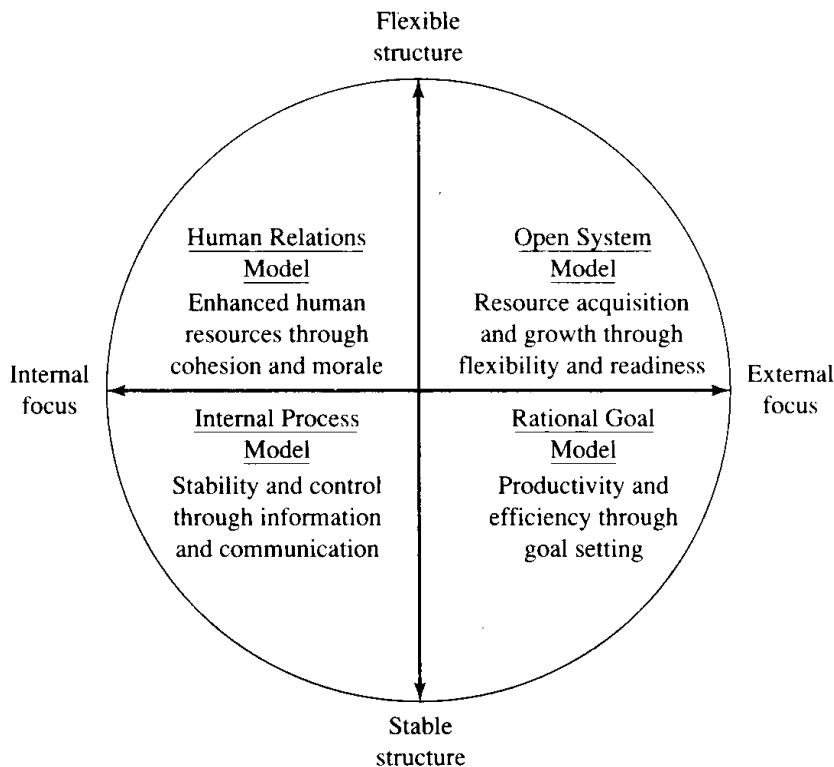 Flexible
structure
Human Relations
Model
Enhanced human
resources through
cohesion and morale
Open System
Model
Resource acquisition
and growth through
flexibility and readiness
Internal
focus
External
focus
Internal Process
Model
Stability and control
through information
and communication
Rational Goal
Model
Productivity and
efficiency through
goal setting
Stable
structure